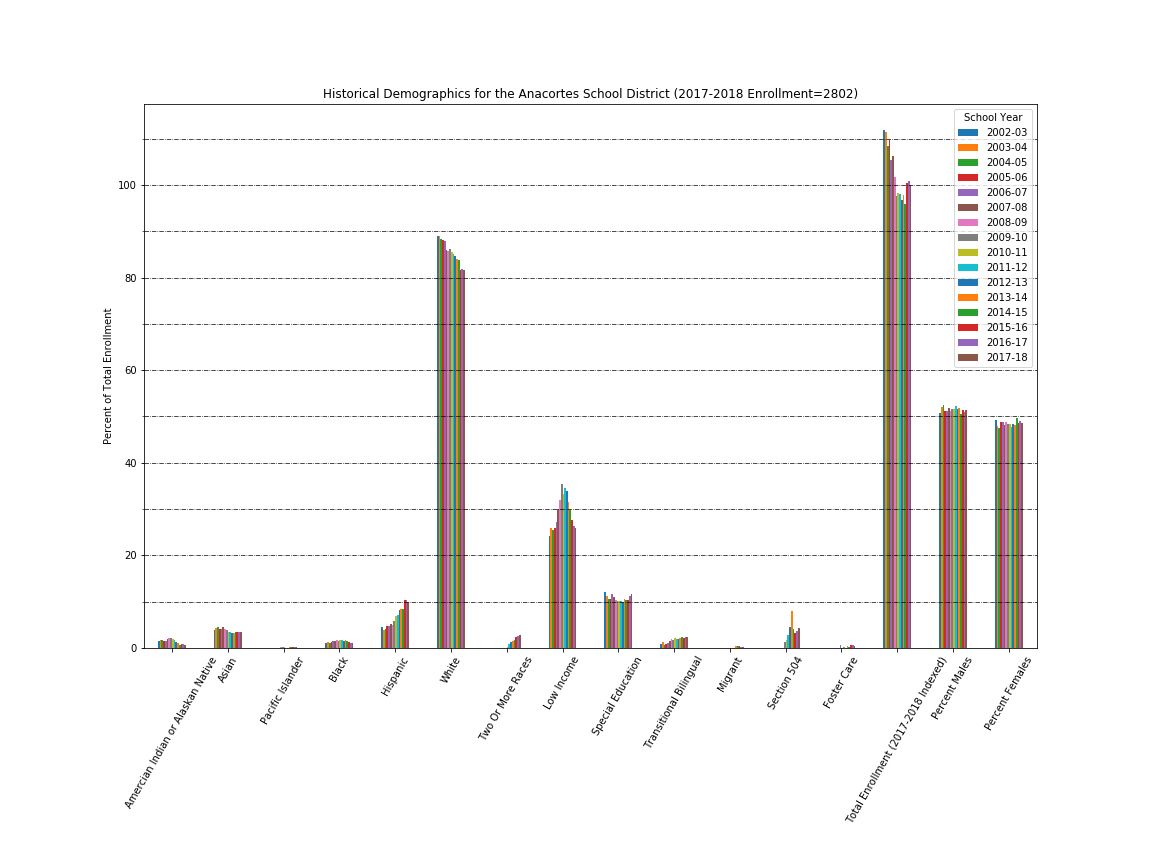 Historical Demographics for the Anacortes School District (2017-2018 Enrollment=2802)
School Year
2002-03
2003-04
2004-05
2005-06
2006-07
2007-08
2008-09
2009-10
2010-11
2011-12
2012-13
2013-14
2014-15
2015-16
2016-17
2017-18
Percent of Total Enrollment
100
80
60
40
20
0
Amercian Indian or Alaskan Native
Asian
Pacific Islander
Black
Hispanic
White
Two Or More Races
Low Income
Special Education
Transitional Bilingual
Migrant
Section 504
Foster Care
Total Enrollment (2017-2018 Indexed)
Percent Males
Percent Females